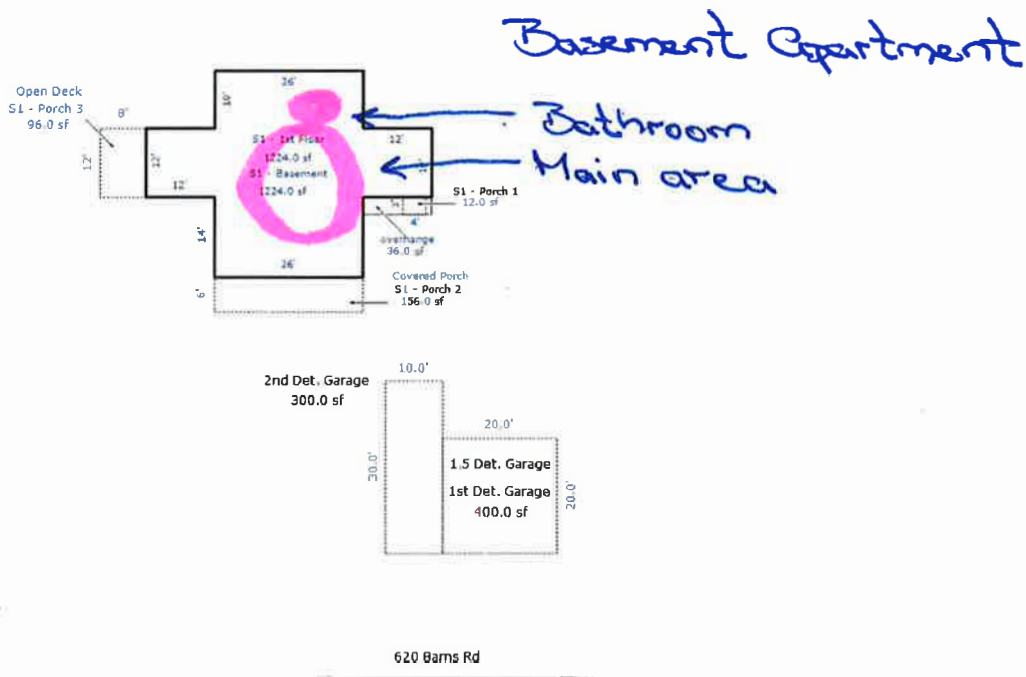 Basement Apartment
Open Deck
S1 - Porch 3
96.0 sf
8'
12'
12'
12'
26'
10'
Bathroom
Main area
S1 - 1st Floor
1224.0 sf
S1 - Basement
1224.0 sf
12'
S1 - Porch 1
12.0 sf
4'
overhange
36.0 sf
14'
26'
6'
Covered Porch
S1 - Porch 2
156.0 sf
2nd Det. Garage
300.0 sf
10.0'
30.0'
20.0'
1.5 Det. Garage
1st Det. Garage
400.0 sf
20.0'
620 Barns Rd